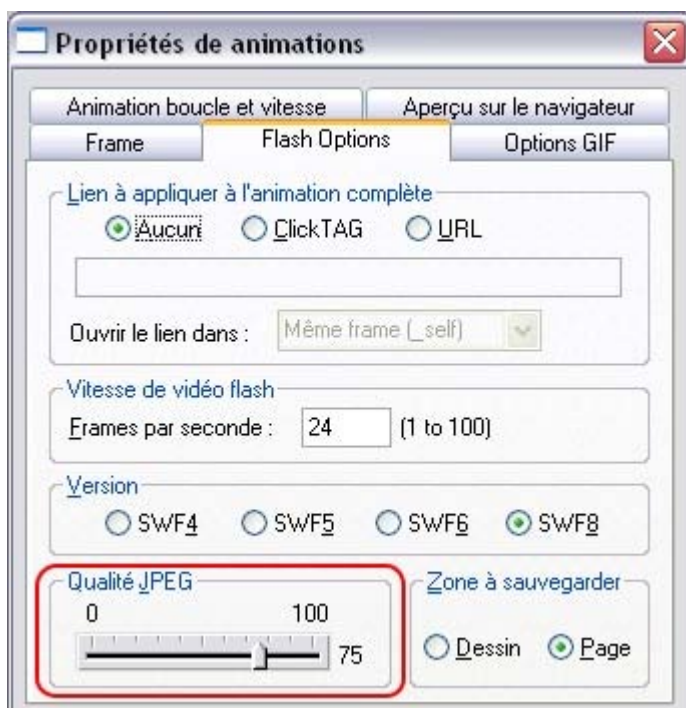 Propriétés de animations
Animation boucle et vitesse Aperçu sur le navigateur
Frame Flash Options Options GIF
Lien à appliquer à l'animation complète
Aucun ClickTAG URL
Ouvrir le lien dans : Même frame (_self)
Vitesse de vidéo flash
Frames par seconde : 24 (1 to 100)
Version
SWF4 SWF5 SWF6 SWF8
Qualité JPEG Zone à sauvegarder
0 100
75 Dessin Page